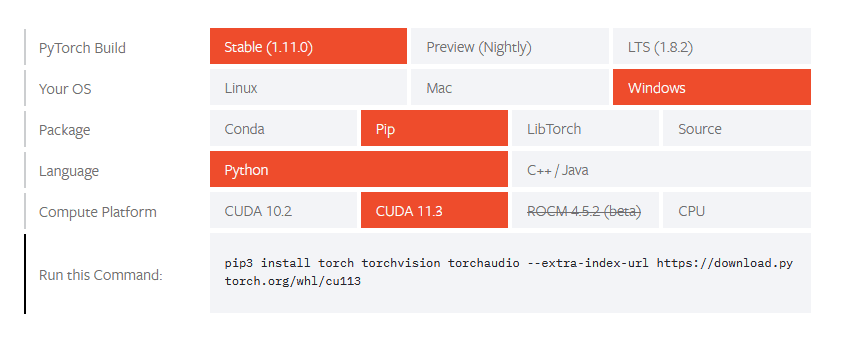 PyTorch Build Stable (1.11.0) Preview (Nightly) LTS (1.8.2)
Your OS Linux Mac Windows
Package Conda Pip LibTorch Source
Language Python C++ / Java
Compute Platform CUDA 10.2 CUDA 11.3 ROCM 4.5.2 (beta) CPU
Run this Command: pip3 install torch torchvision torchaudio --extra-index-url https://download.py
torch.org/whl/cu113